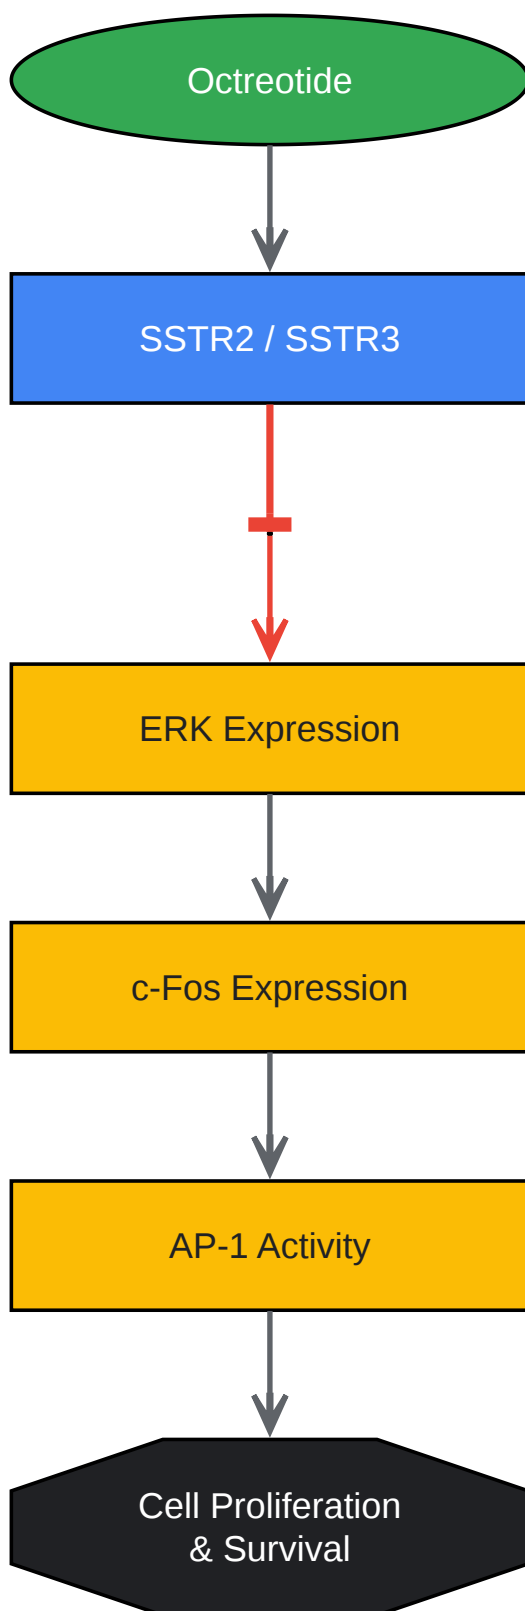 Octreotide
SSTR2 / SSTR3
ERK Expression
c-Fos Expression
AP-1 Activity
Cell Proliferation
& Survival